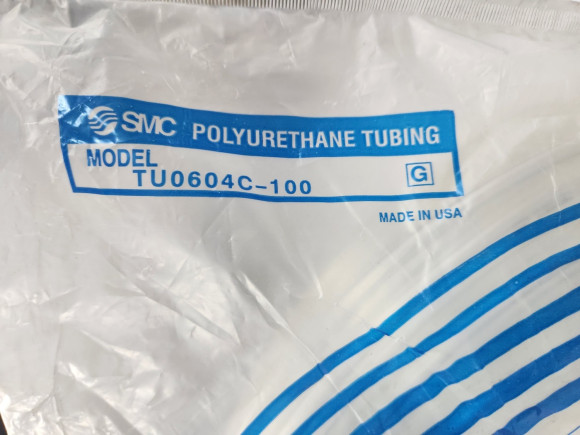 SMC POLYURETHANE TUBING
MODEL
TU0604C-100 G
MADE IN USA